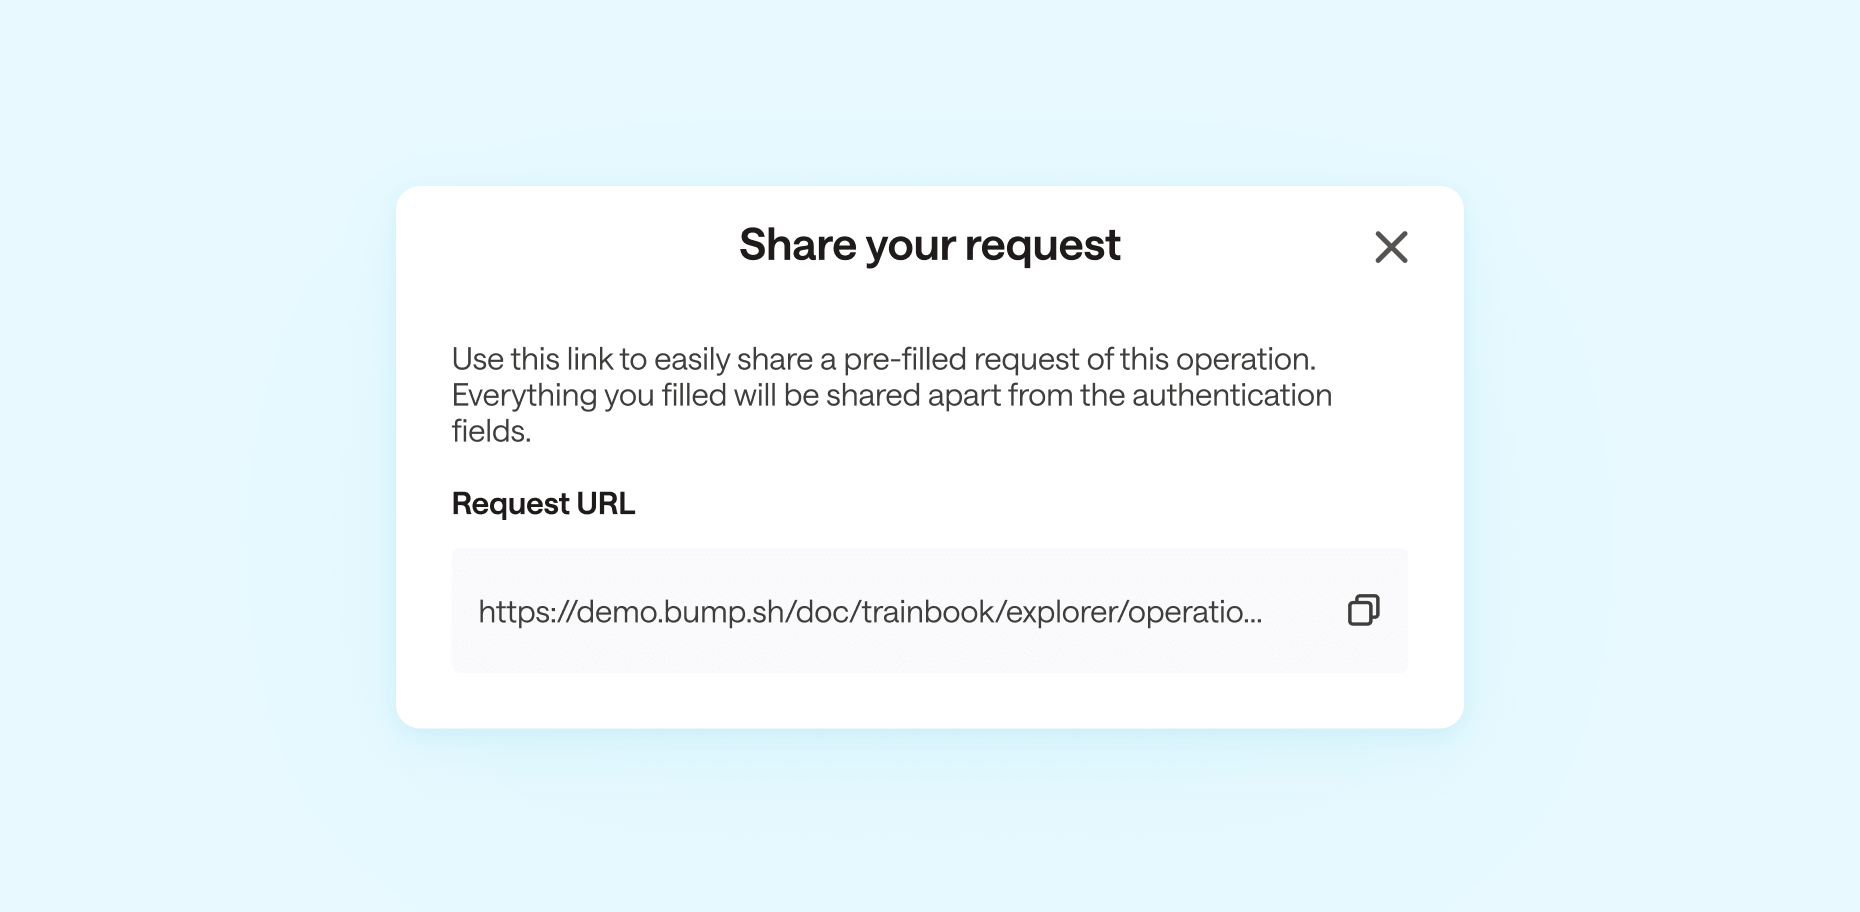 Share your request
Use this link to easily share a pre-filled request of this operation.
Everything you filled will be shared apart from the authentication
fields.
Request URL
https://demo.bump.sh/doc/trainbook/explorer/operatio...